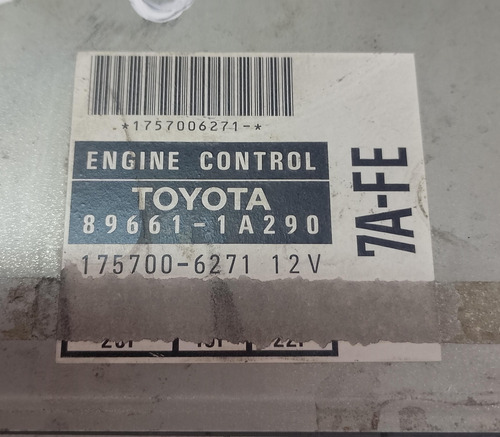 *1757006271-*
ENGINE CONTROL
TOYOTA
89661-1A290
175700-6271 12V
7A-FE